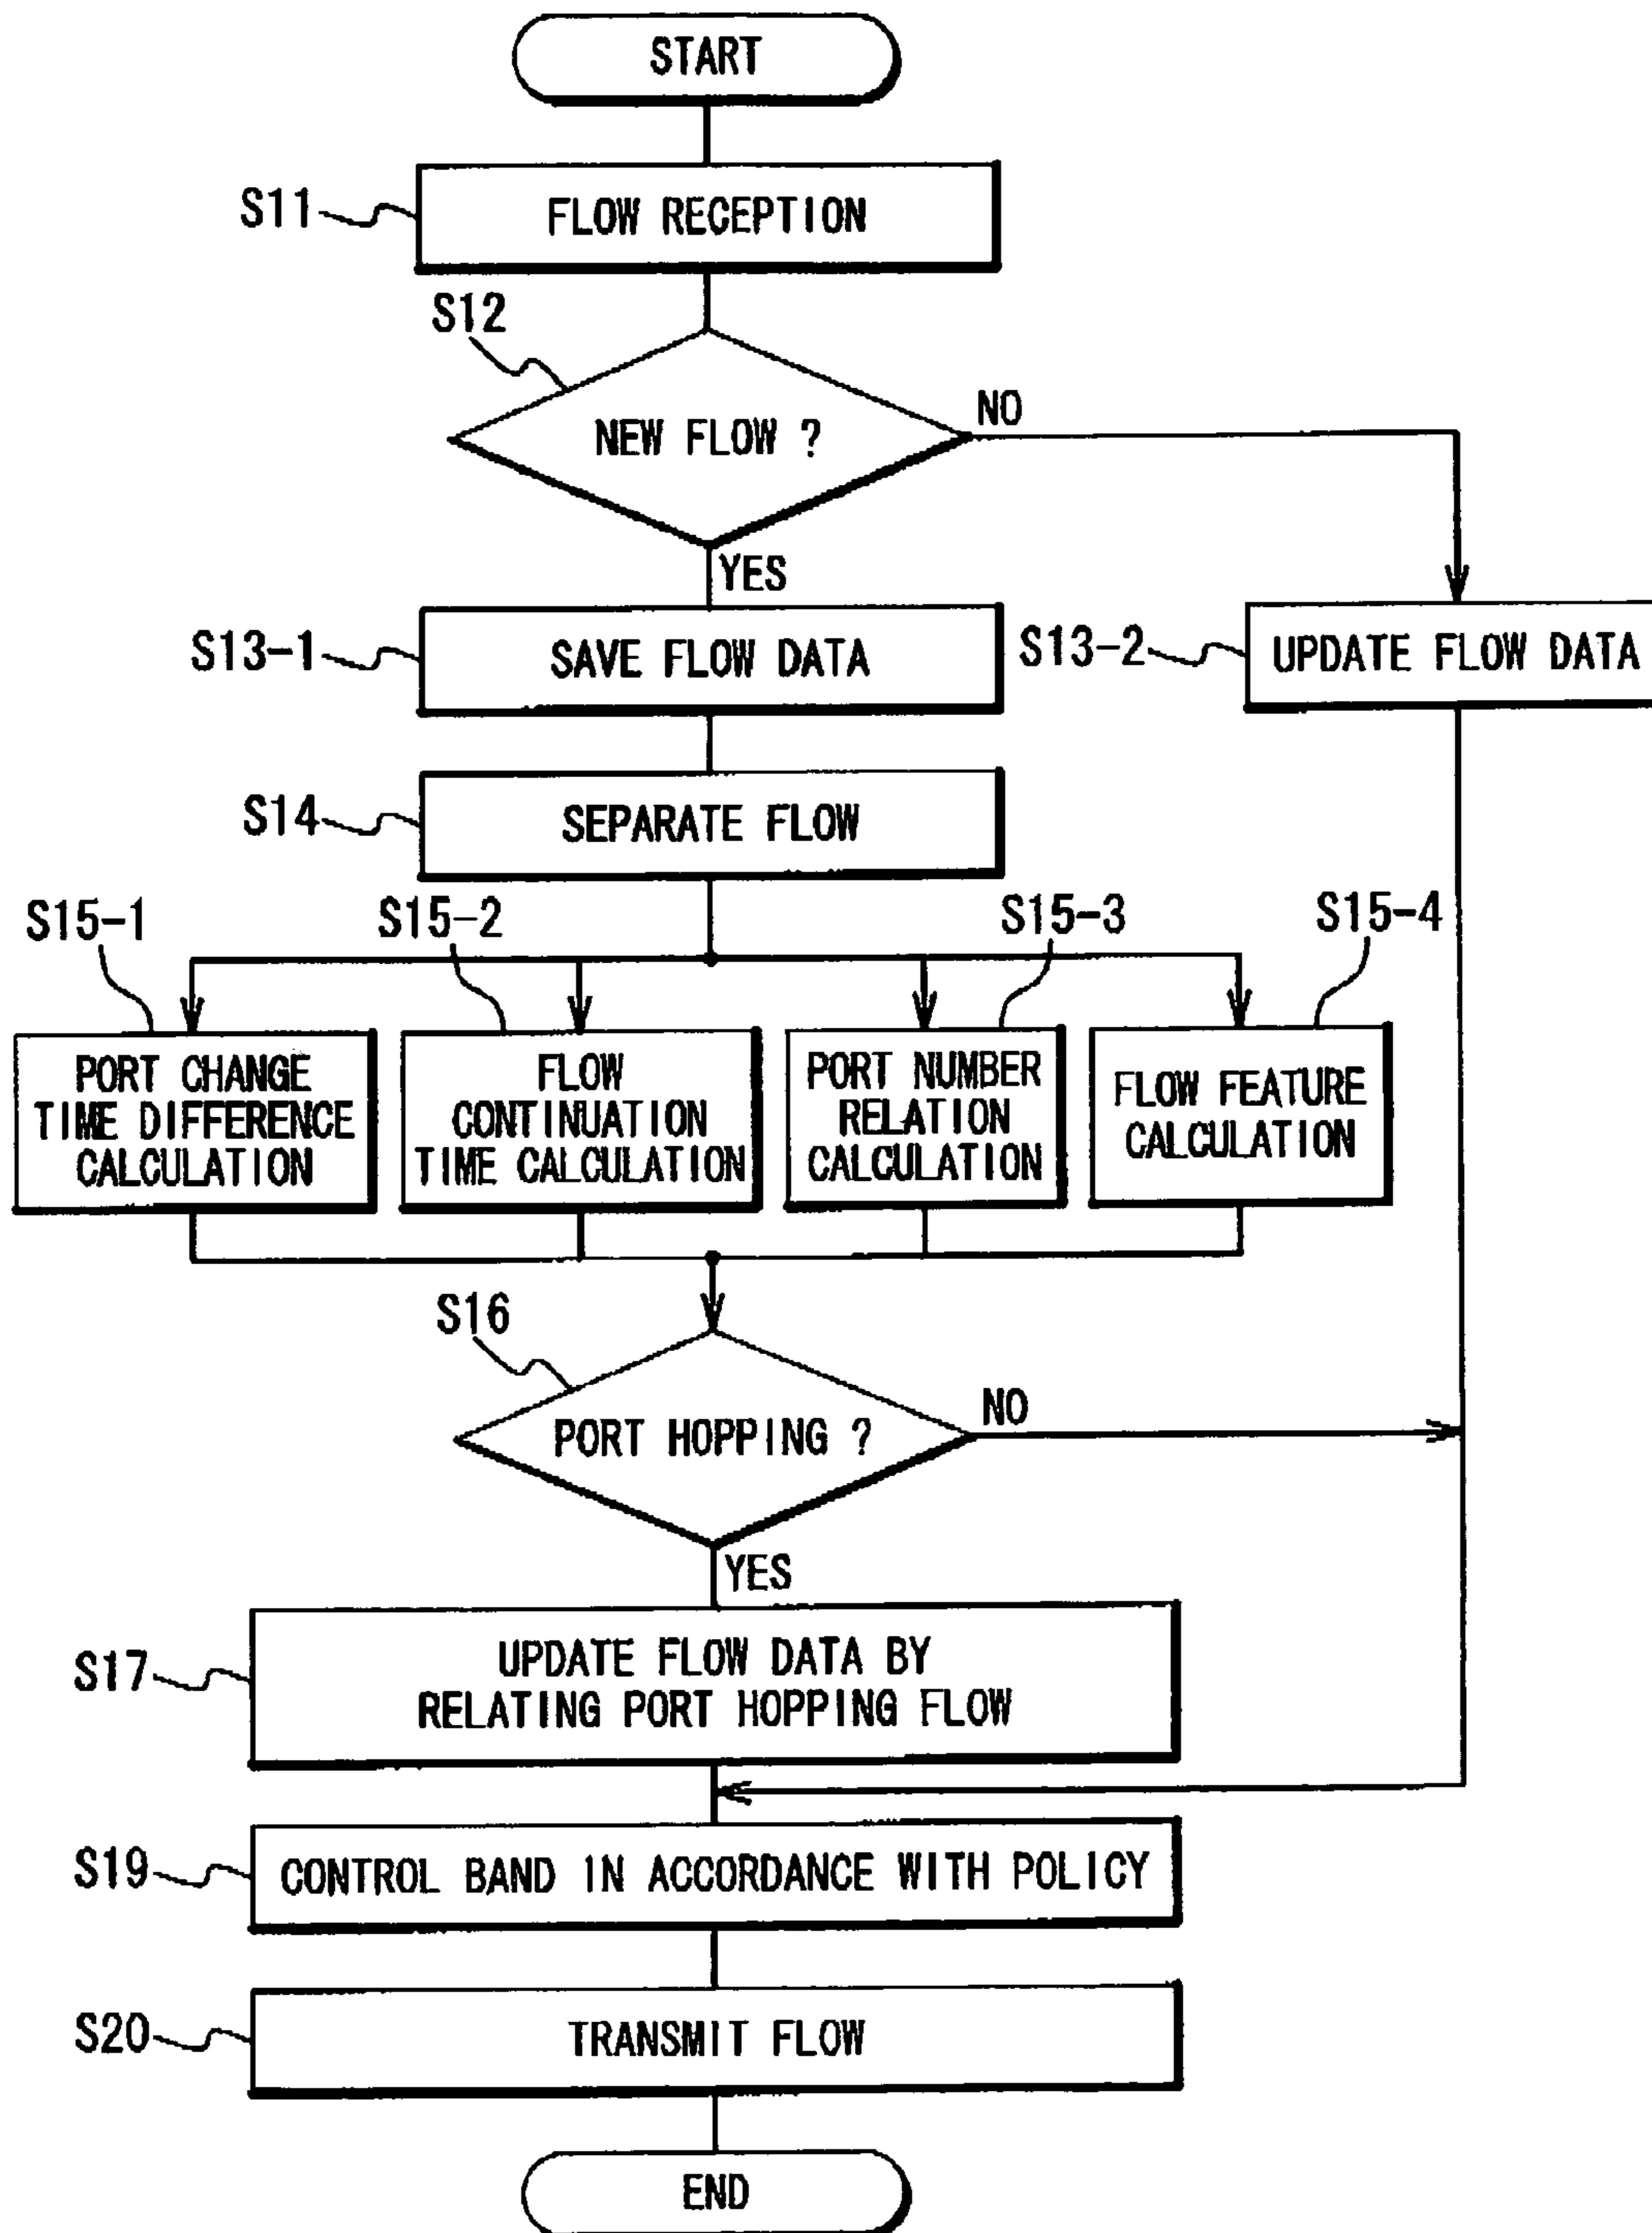 START
S11
FLOW RECEPTION
S12
NEW FLOW ?
NO
YES
S13-1
SAVE FLOW DATA
S13-2
UPDATE FLOW DATA
S14
SEPARATE FLOW
S15-1
S15-2
S15-3
S15-4
PORT CHANGE
TIME DIFFERENCE
CALCULATION
FLOW
CONTINUATION
TIME CALCULATION
PORT NUMBER
RELATION
CALCULATION
FLOW FEATURE
CALCULATION
S16
PORT HOPPING ?
NO
YES
S17
UPDATE FLOW DATA BY
RELATING PORT HOPPING FLOW
S19
CONTROL BAND IN ACCORDANCE WITH POLICY
S20
TRANSMIT FLOW
END